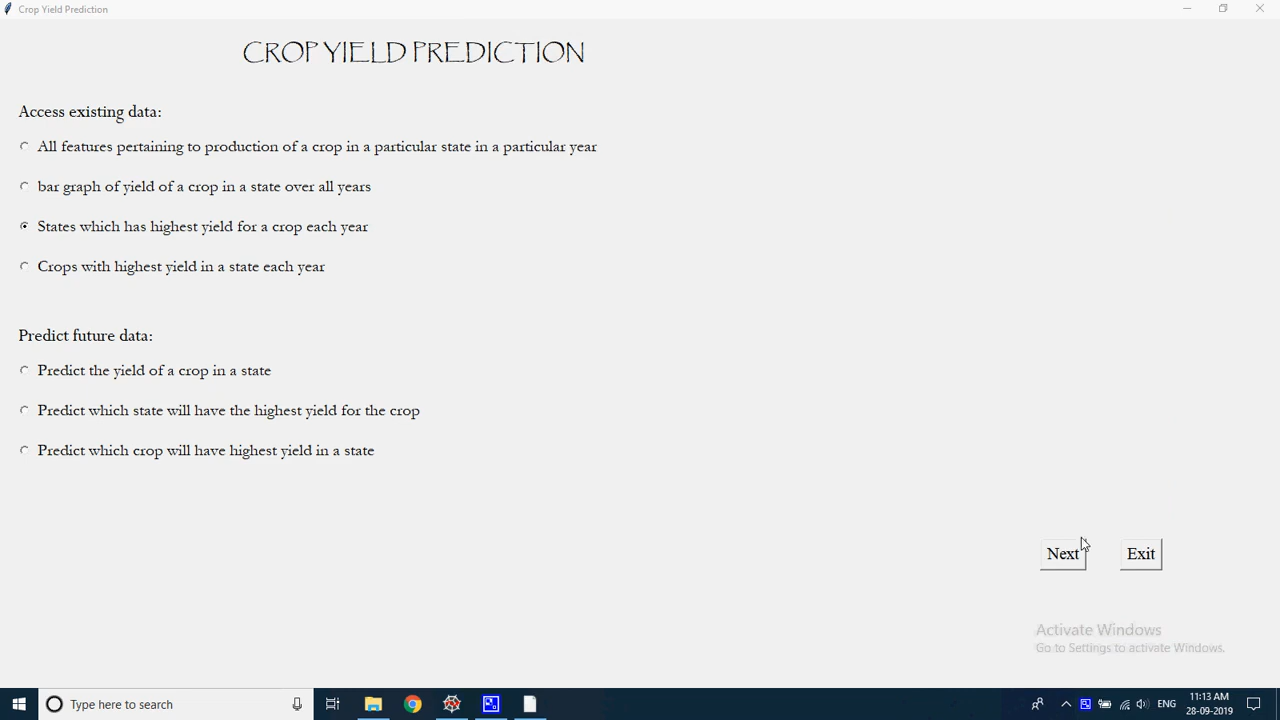 Crop Yield Prediction
CROP YIELD PREDICTION
Access existing data:
All features pertaining to production of a crop in a particular state in a particular year
bar graph of yield of a crop in a state over all years
States which has highest yield for a crop each year
Crops with highest yield in a state each year
Predict future data:
Predict the yield of a crop in a state
Predict which state will have the highest yield for the crop
Predict which crop will have highest yield in a state
Next Exit
Activate Windows
Go to Settings to activate Windows.
Type here to search
ENG
11:13 AM
28-09-2019